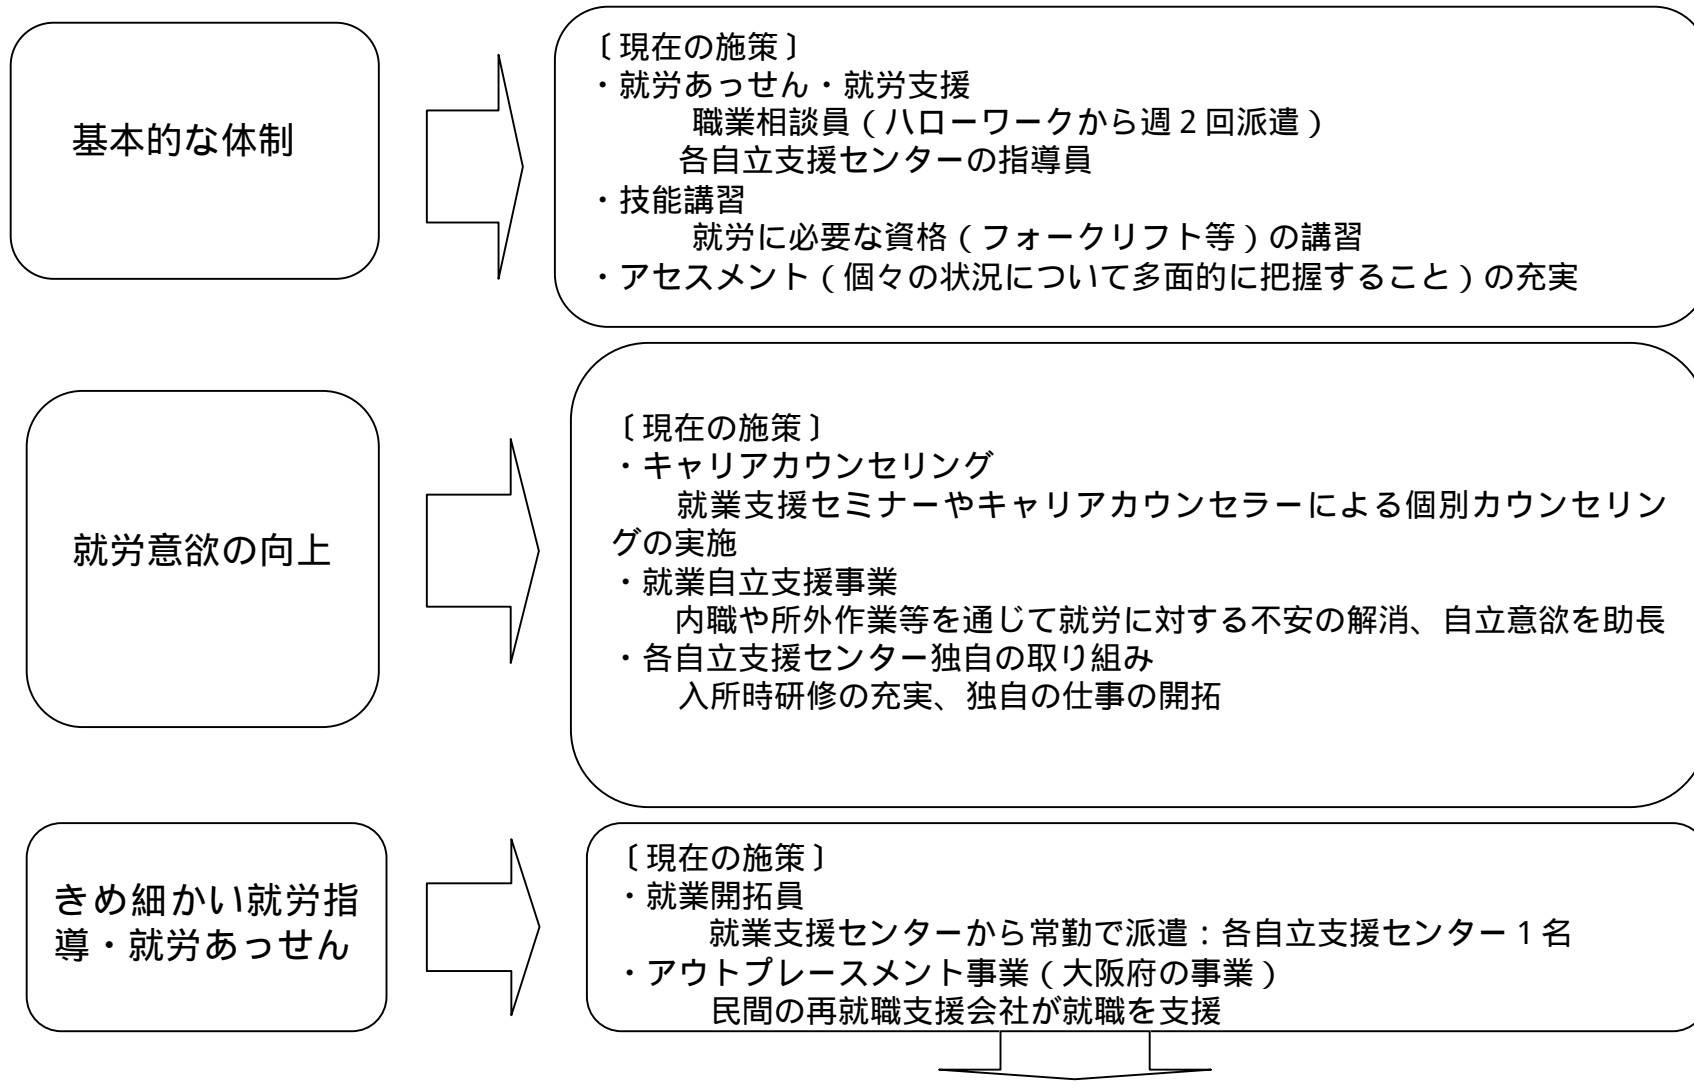 基本的な体制
〔現在の施策〕
・就労あっせん・就労支援
職業相談員（ハローワークから週２回派遣）
各自立支援センターの指導員
・技能講習
就労に必要な資格（フォークリフト等）の講習
・アセスメント（個々の状況について多面的に把握すること）の充実
就労意欲の向上
〔現在の施策〕
・キャリアカウンセリング
就業支援セミナーやキャリアカウンセラーによる個別カウンセリン
グの実施
・就業自立支援事業
内職や所外作業等を通じて就労に対する不安の解消、自立意欲を助長
・各自立支援センター独自の取り組み
入所時研修の充実、独自の仕事の開拓
きめ細かい就労指
導・就労あっせん
〔現在の施策〕
・就業開拓員
就業支援センターから常勤で派遣：各自立支援センター１名
・アウトプレースメント事業（大阪府の事業）
民間の再就職支援会社が就職を支援